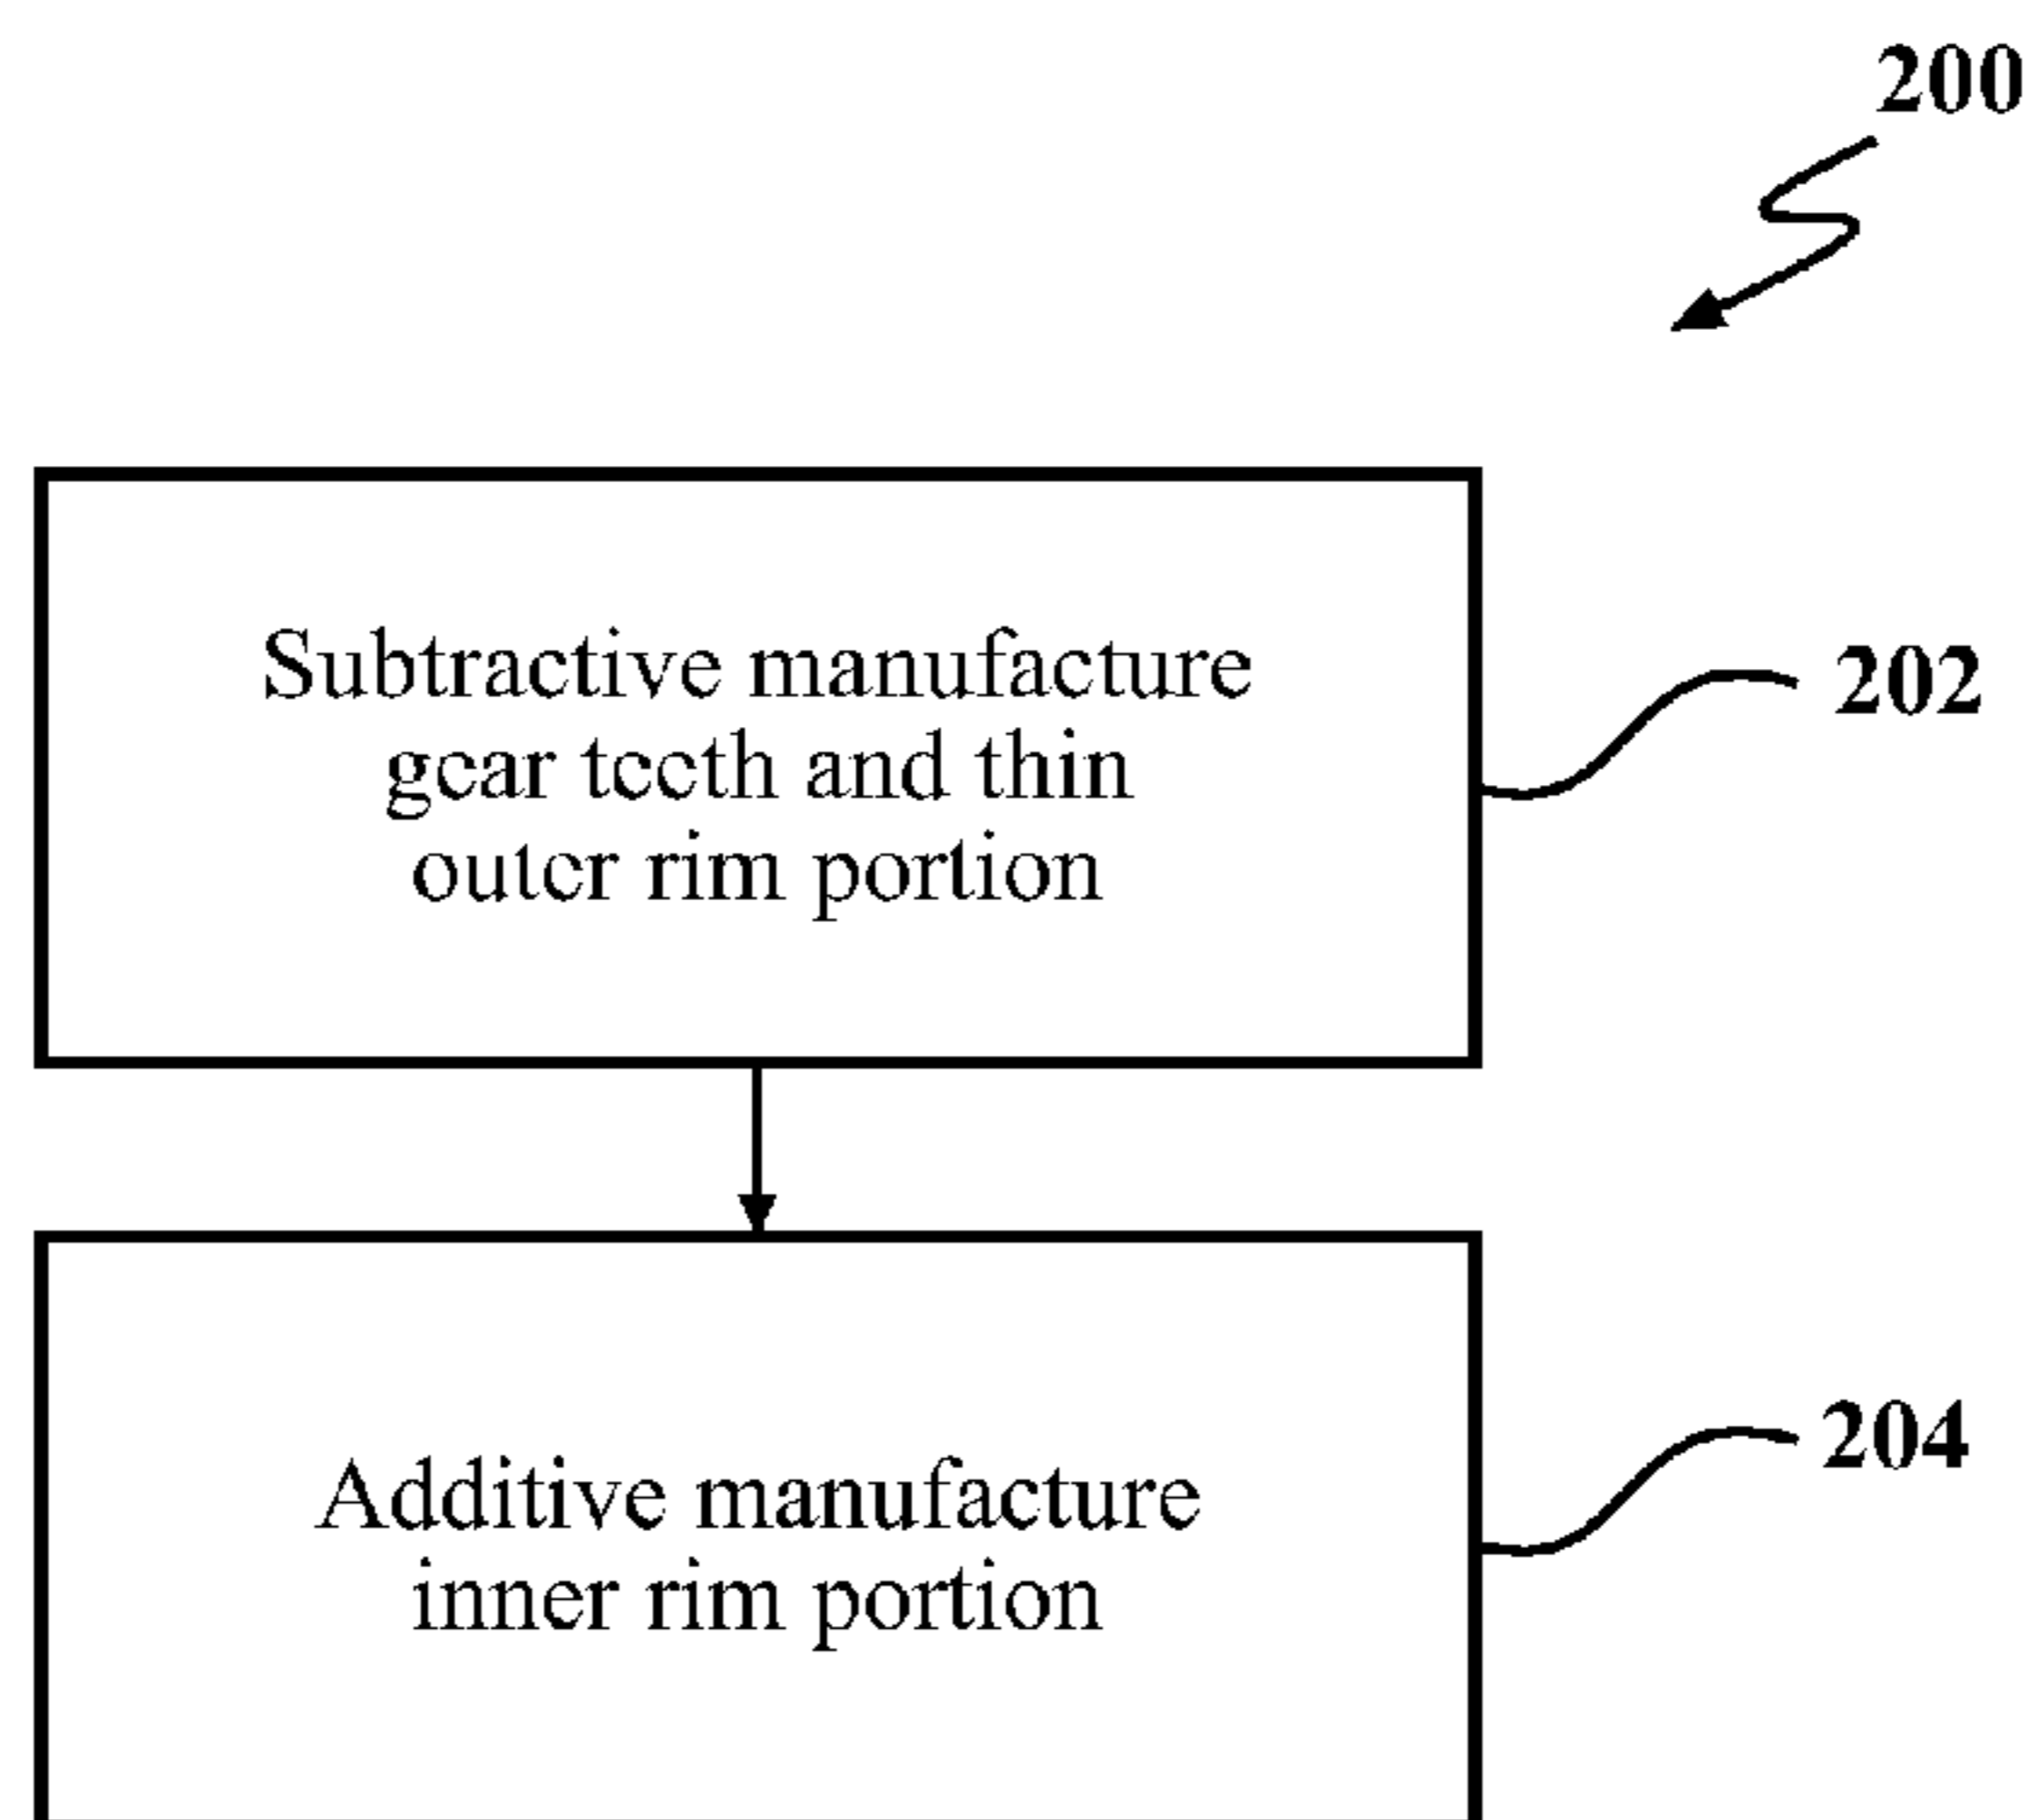 200
Subtractive manufacture
gear teeth and thin
outer rim portion
202
Additive manufacture
inner rim portion
204